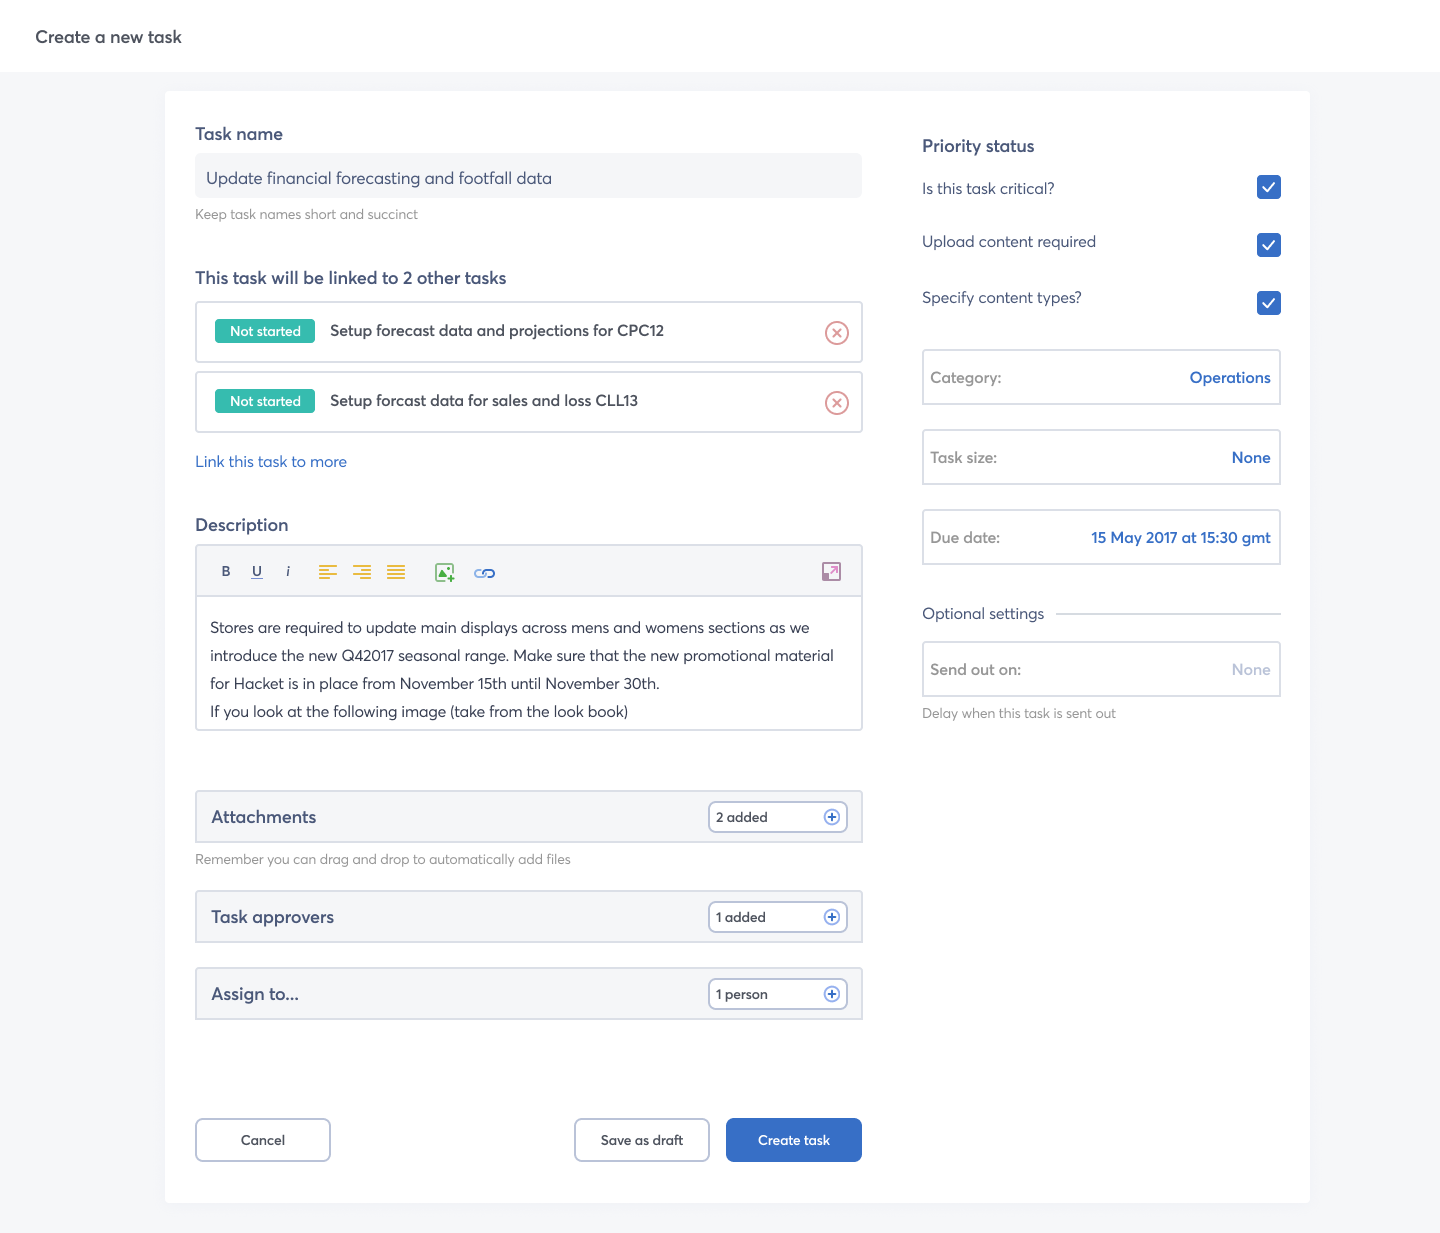 Create a new task
Task name
Update financial forecasting and footfall data
Keep task names short and succinct
This task will be linked to 2 other tasks
Not started Setup forecast data and projections for CPC12
Not started Setup forcast data for sales and loss CLL13
Link this task to more
Description
B U i
Stores are required to update main displays across mens and womens sections as we
introduce the new Q42017 seasonal range. Make sure that the new promotional material
for Hacket is in place from November 15th until November 30th.
If you look at the following image (take from the look book)
Attachments 2 added
Remember you can drag and drop to automatically add files
Task approvers 1 added
Assign to... 1 person
Cancel Save as draft Create task
Priority status
Is this task critical?
Upload content required
Specify content types?
Category: Operations
Task size: None
Due date: 15 May 2017 at 15:30 gmt
Optional settings
Send out on: None
Delay when this task is sent out